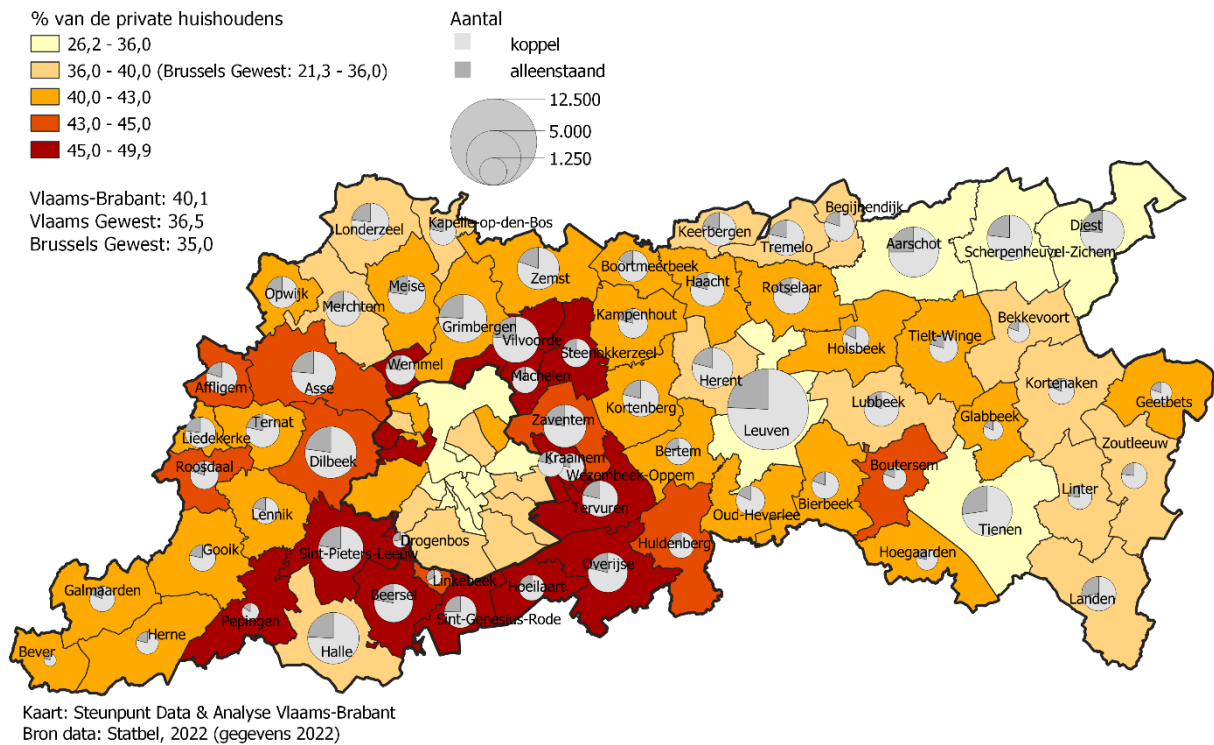 % van de private huishoudens
26,2 - 36,0
36,0 - 40,0 (Brussels Gewest: 21,3 - 36,0)
40,0 - 43,0
43,0 - 45,0
45,0 - 49,9
Vlaams-Brabant: 40,1
Vlaams Gewest: 36,5
Brussels Gewest: 35,0
Aantal
koppel
alleenstaand
12.500
5.000
1.250
Londerzeel
Kapelle-op-den-Bos
Keerbergen
Tremelo
Begijnendijk
Aarschot
Scherpenheuvel-Zichem
Diest
Opwijk
Merchtem
Meise
Grimbergen
Zemst
Boortmeerbeek
Haacht
Rotselaar
Kampenhout
Vilvoorde
Steenokkerzeel
Machelen
Wemmel
Affligem
Asse
Herent
Holsbeek
Tielt-Winge
Bekkevoort
Kortenaken
Geetbets
Liedekerke
Ternat
Dilbeek
Zaventem
Kortenberg
Leuven
Lubbeek
Glabbeek
Zoutleeuw
Roosdaal
Kraainem
Wezembeek-Oppem
Bertem
Boutersem
Linter
Lennik
Tervuren
Oud-Heverlee
Bierbeek
Tienen
Gooik
Sint-Pieters-Leeuw
Drogenbos
Huldenberg
Hoegaarden
Galmaarden
Pepingen
Beersel
Linkebeek
Hoeilaart
Overijse
Sint-Genesius-Rode
Landen
Bever
Herne
Halle
Kaart: Steunpunt Data & Analyse Vlaams-Brabant
Bron data: Statbel, 2022 (gegevens 2022)